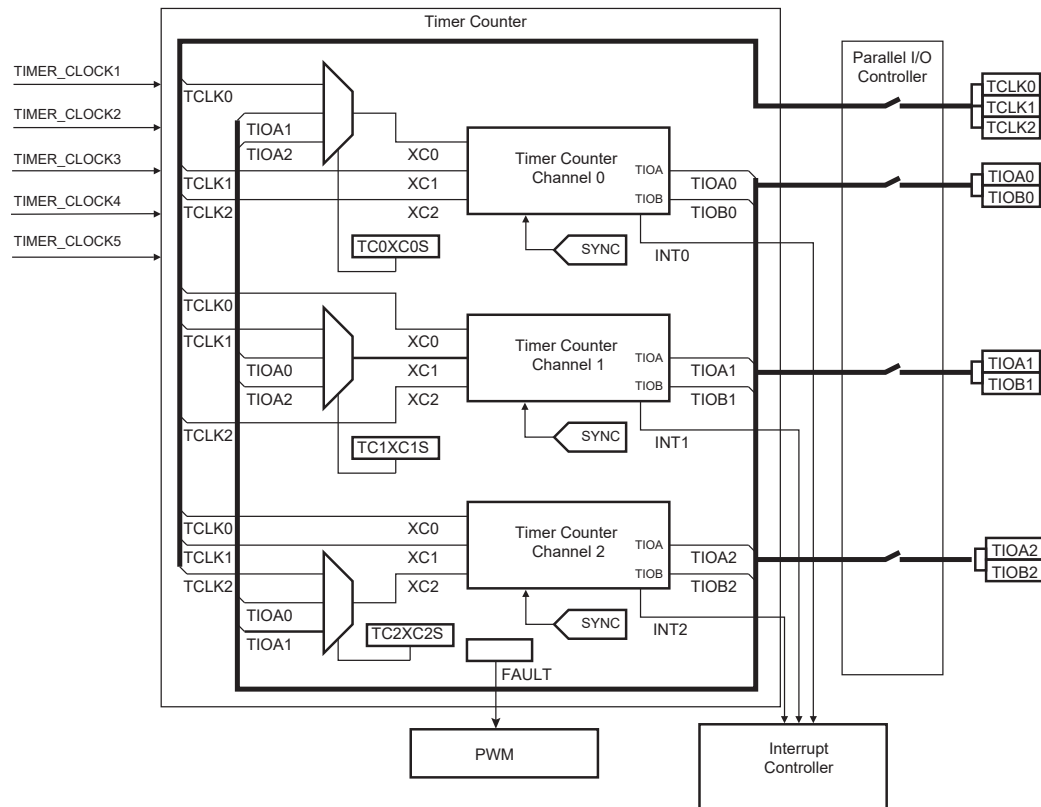 Timer Counter
Parallel I/O
Controller
TIMER_CLOCK1
TIMER_CLOCK2
TIMER_CLOCK3
TIMER_CLOCK4
TIMER_CLOCK5
TCLK0
TIOA1
TIOA2
TCLK1
TCLK2
XC0
XC1
XC2
TC0XC0S
Timer Counter
Channel 0
TIOA
TIOB
TIOA0
TIOB0
SYNC
INT0
TCLK0
TCLK1
TIOA0
TIOA2
TCLK2
XC0
XC1
XC2
TC1XC1S
Timer Counter
Channel 1
TIOA
TIOB
TIOA1
TIOB1
SYNC
INT1
TCLK0
TCLK1
TCLK2
TIOA0
TIOA1
XC0
XC1
XC2
TC2XC2S
Timer Counter
Channel 2
TIOA
TIOB
TIOA2
TIOB2
SYNC
INT2
FAULT
PWM
Interrupt
Controller
TCLK0
TCLK1
TCLK2
TIOA0
TIOB0
TIOA1
TIOB1
TIOA2
TIOB2